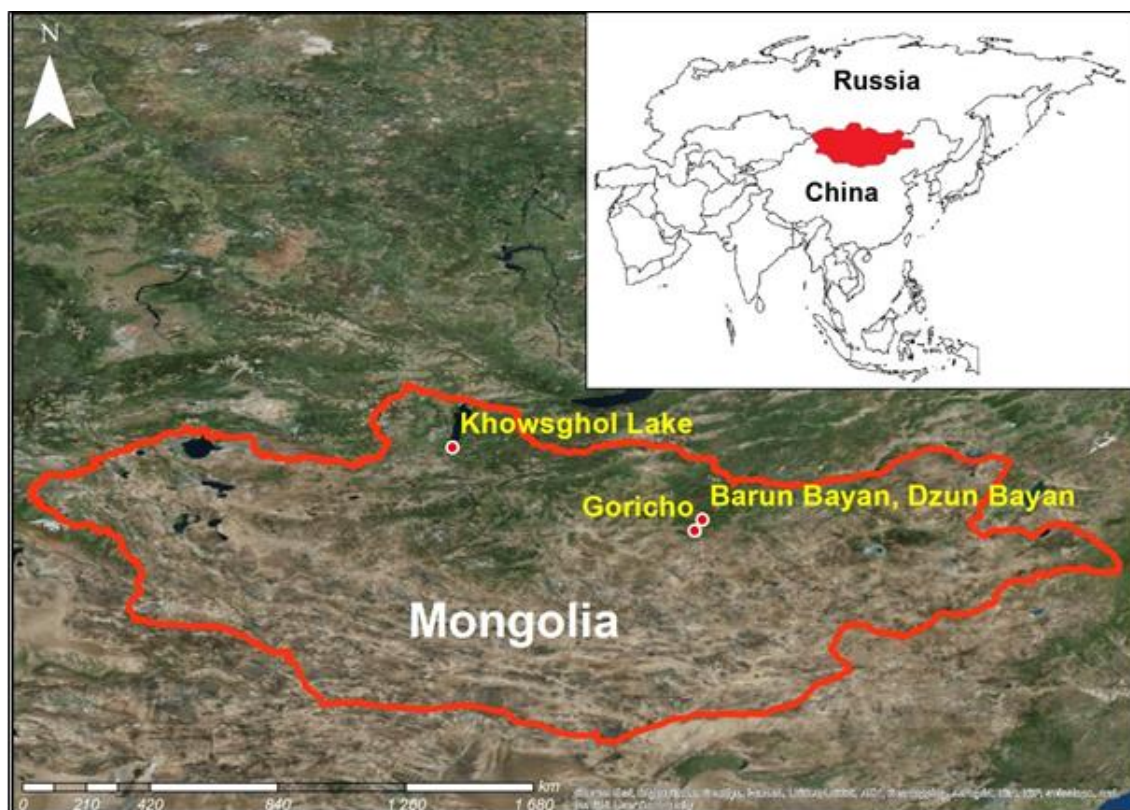 N
Russia
China
Khowsghol Lake
Goricho
Barun Bayan, Dzun Bayan
Mongolia
km
0 210 420 840 1 260 1 680